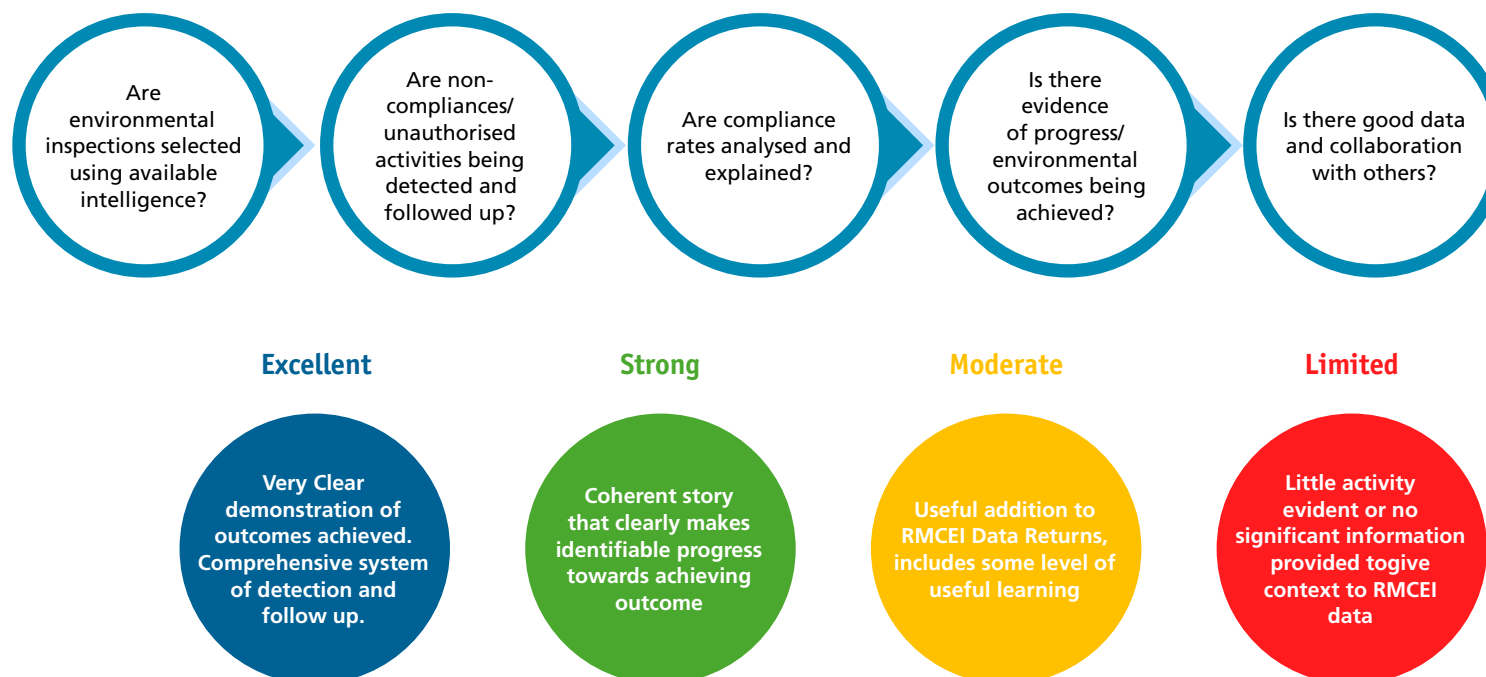 Are
environmental
inspections selected
using available
intelligence?
Are non-
compliances/
unauthorised
activities being
detected and
followed up?
Are compliance
rates analysed and
explained?
Is there
evidence
of progress/
environmental
outcomes being
achieved?
Is there good data
and collaboration
with others?
Excellent
Strong
Moderate
Limited
Very Clear
demonstration of
outcomes achieved.
Comprehensive system
of detection and
follow up.
Coherent story
that clearly makes
identifiable progress
towards achieving
outcome
Useful addition to
RMCEI Data Returns,
includes some level of
useful learning
Little activity
evident or no
significant information
provided togive
context to RMCEI
data